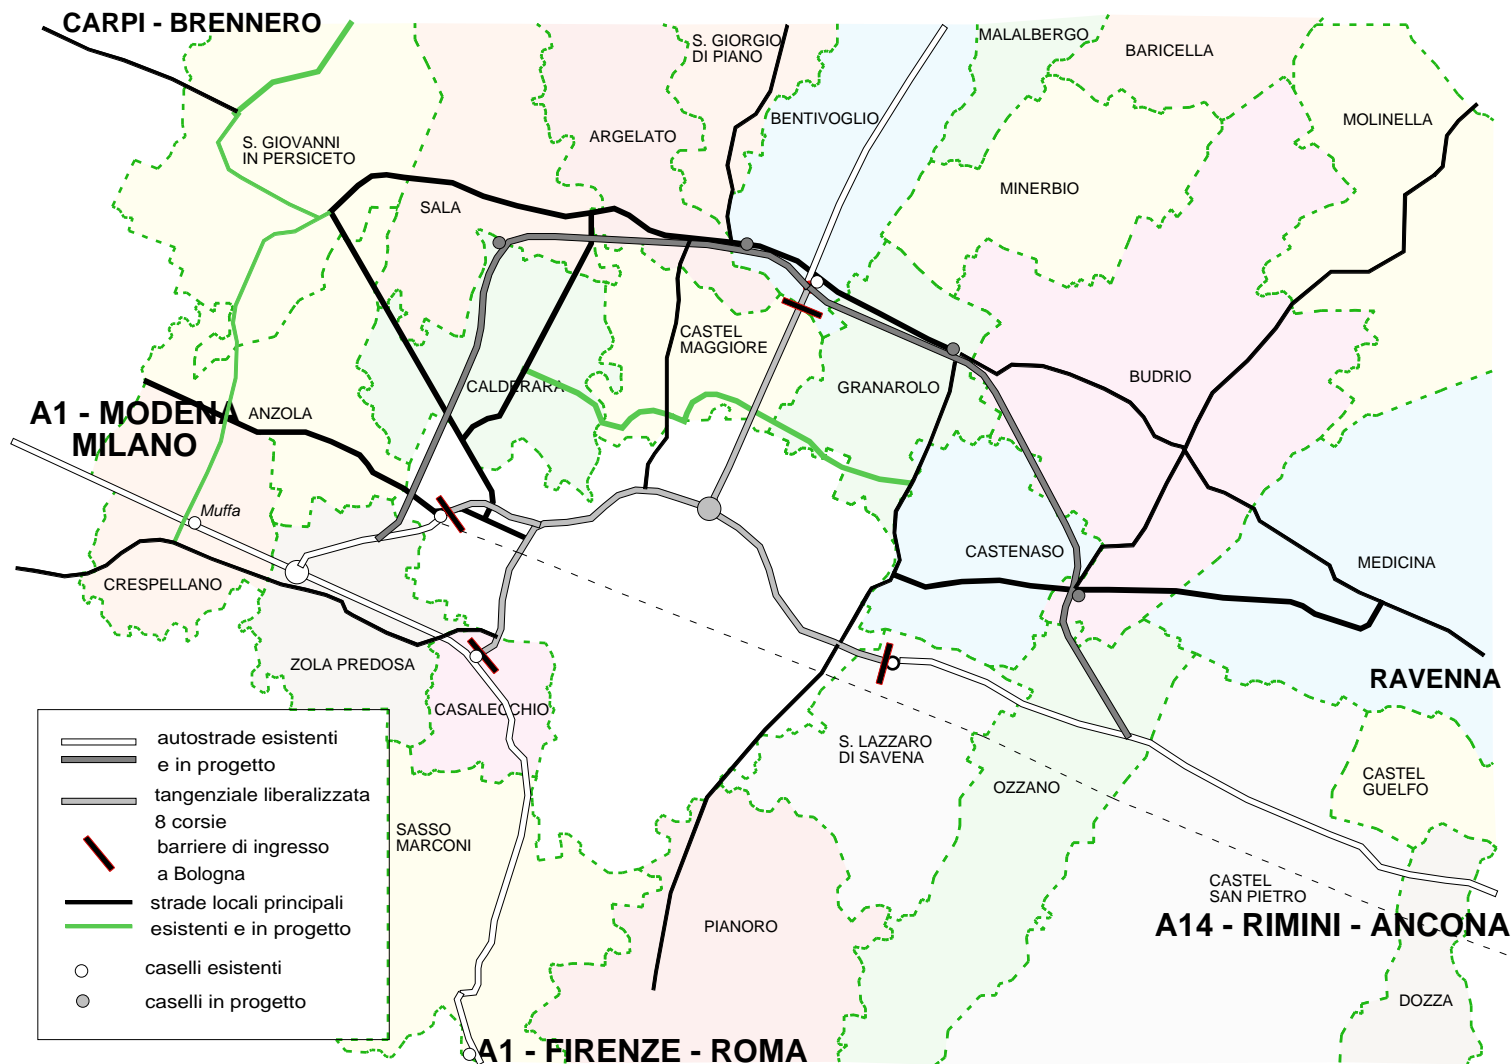 CARPI - BRENNERO
S. GIORGIO
DI PIANO
MALALBERGO
BARICELLA
BENTIVOGLIO
MOLINELLA
ARGELATO
S. GIOVANNI
IN PERSICETO
MINERBIO
SALA
CASTEL
MAGGIORE
CALDERARA
GRANAROLO
BUDRIO
A1 - MODENA
MILANO
ANZOLA
Muffa
CASTENASO
MEDICINA
CRESPELLANO
ZOLA PREDOSA
RAVENNA
CASALECCHIO
S. LAZZARO
DI SAVENA
OZZANO
CASTEL
GUELFO
autostrade esistenti
e in progetto
tangenziale liberalizzata
8 corsie
barriere di ingresso
a Bologna
strade locali principali
esistenti e in progetto
caselli esistenti
caselli in progetto
SASSO
MARCONI
PIANORO
CASTEL
SAN PIETRO
A14 - RIMINI - ANCONA
DOZZA
A1 - FIRENZE - ROMA